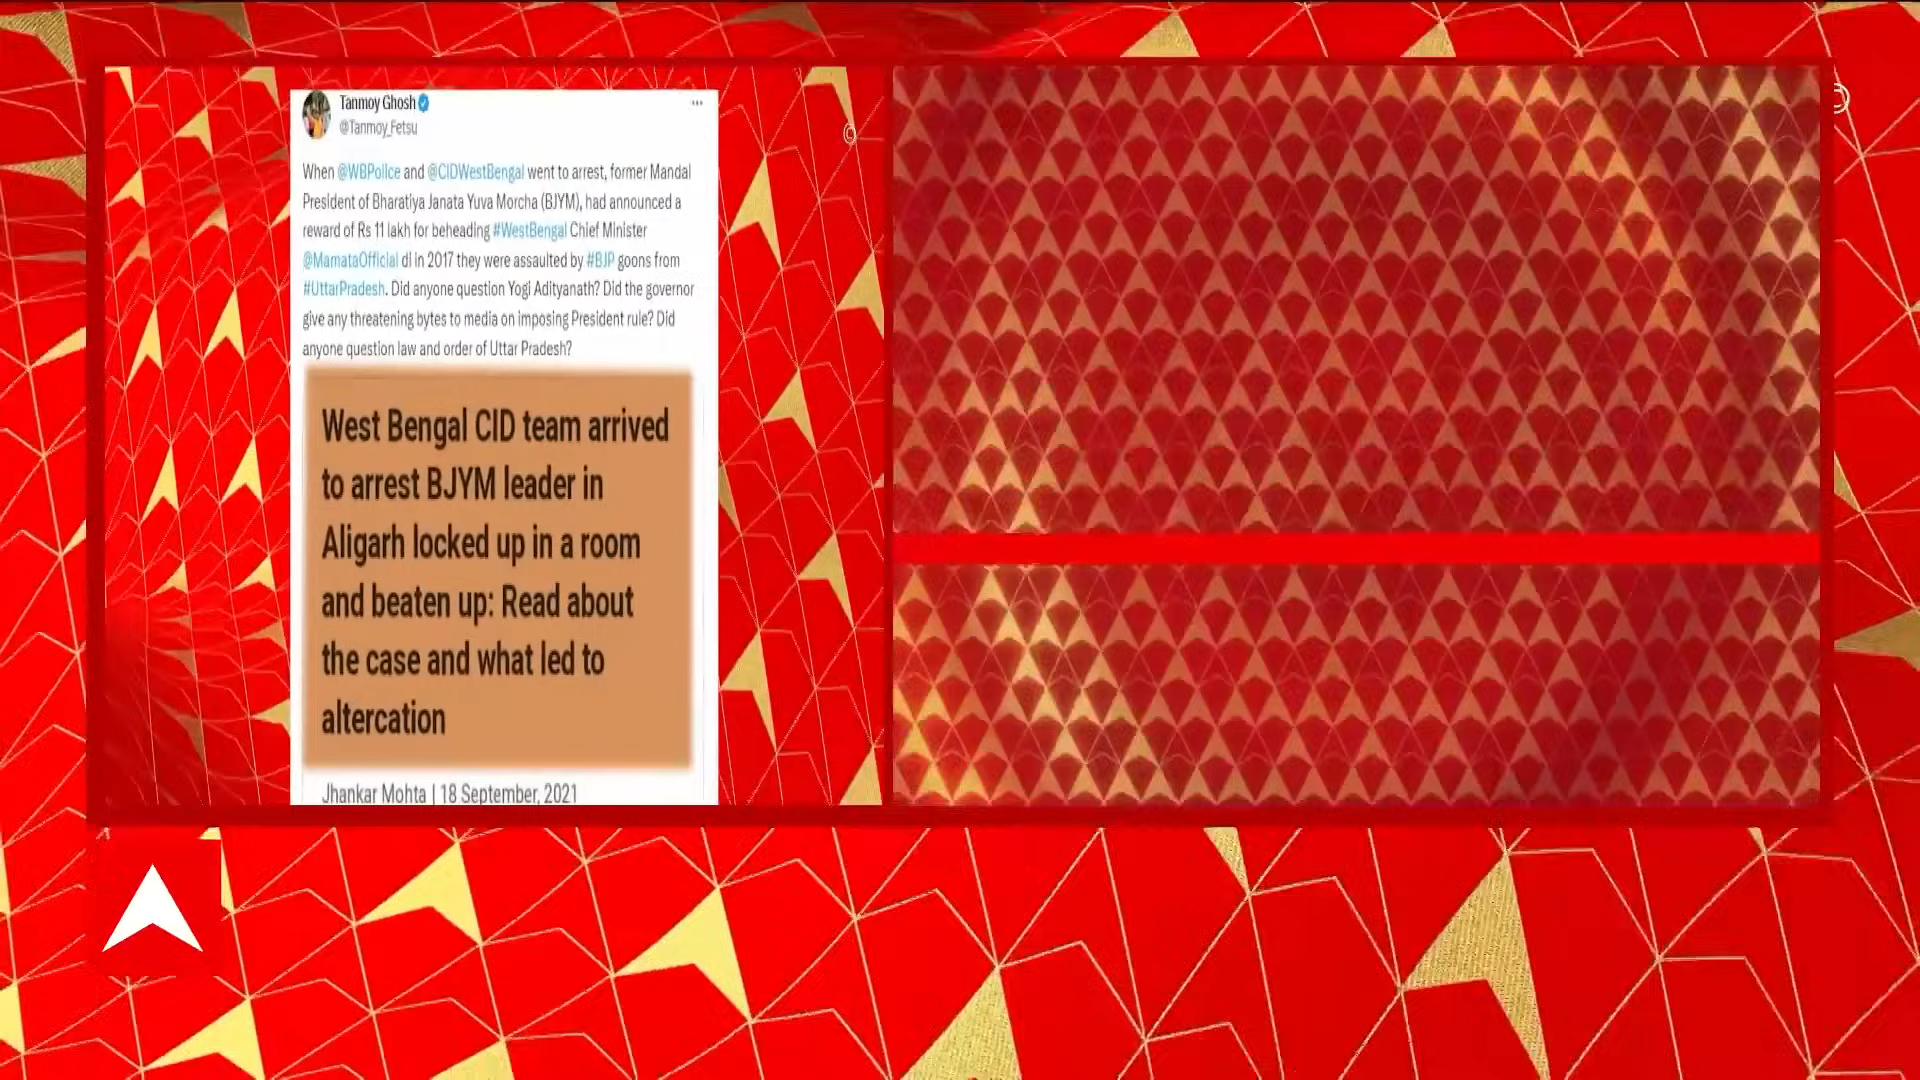 Tanmoy Ghosh
@Tanmoy_Fetsu
When @WBPolice and @CIDWestBengal went to arrest, former Mandal
President of Bharatiya Janata Yuva Morcha (BJYM), had announced a
reward of Rs 11 lakh for beheading #WestBengal Chief Minister
@MamataOfficial di in 2017 they were assaulted by #BJP goons from
#UttarPradesh. Did anyone question Yogi Adityanath? Did the governor
give any threatening bytes to media on imposing President rule? Did
anyone question law and order of Uttar Pradesh?
West Bengal CID team arrived
to arrest BJYM leader in
Aligarh locked up in a room
and beaten up: Read about
the case and what led to
altercation
Jhankar Mohta | 18 September, 2021
©